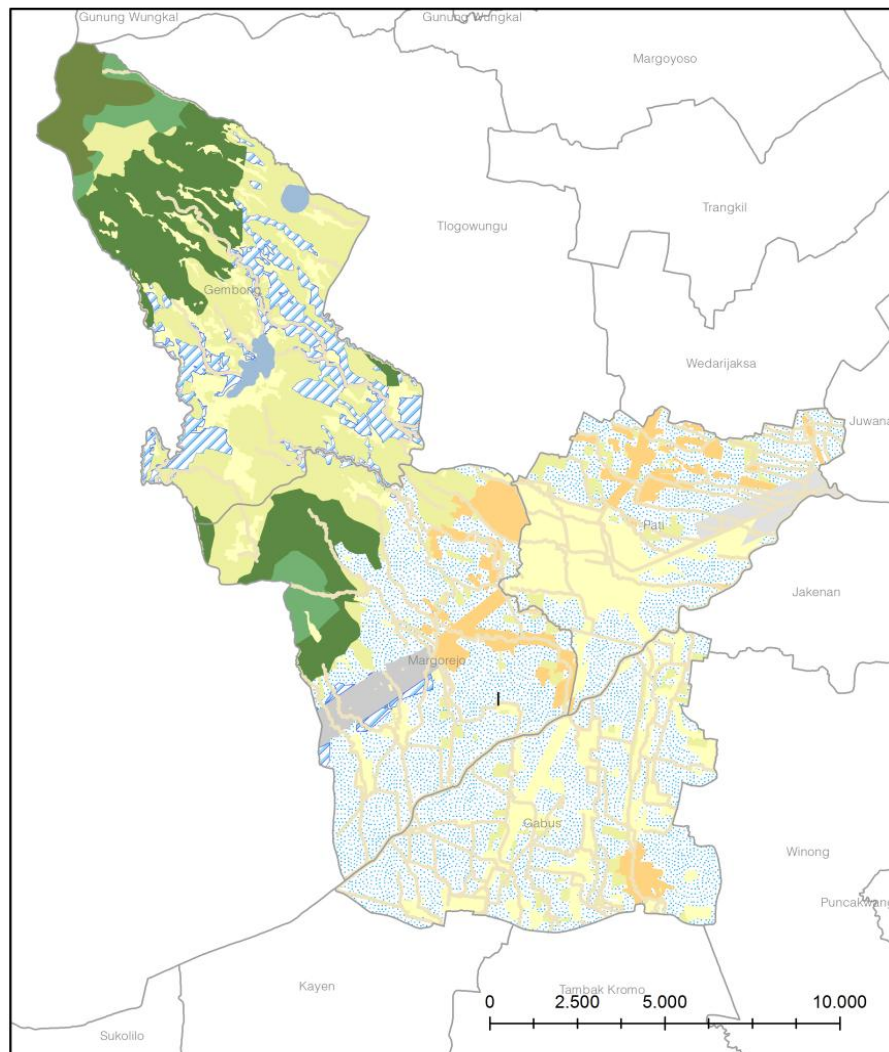 Gunung Wungkal
Gunung Wungkal
Margoyoso
Trangkil
Tlogowungu
Gembong
Wedarijaksa
Juwana
Pati
Jakenan
Margorejo
I
Gabus
Winong
Puncakwang
Kayen
Tambak Kromo
0 2.500 5.000 10.000
Sukolilo